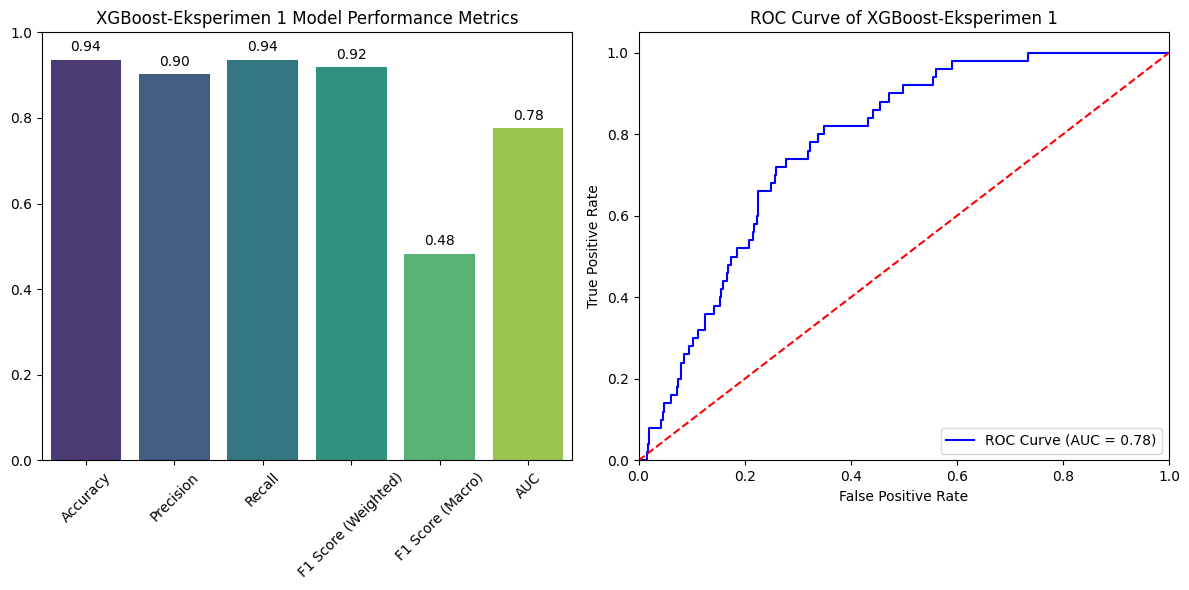 XGBoost-Eksperimen 1 Model Performance Metrics
1.0
0.8
0.6
0.4
0.2
0.0
0.94
0.90
0.94
0.92
0.48
0.78
Accuracy
Precision
Recall
F1 Score (Weighted)
F1 Score (Macro)
AUC
ROC Curve of XGBoost-Eksperimen 1
True Positive Rate
1.0
0.8
0.6
0.4
0.2
0.0
ROC Curve (AUC = 0.78)
0.0 0.2 0.4 0.6 0.8 1.0
False Positive Rate